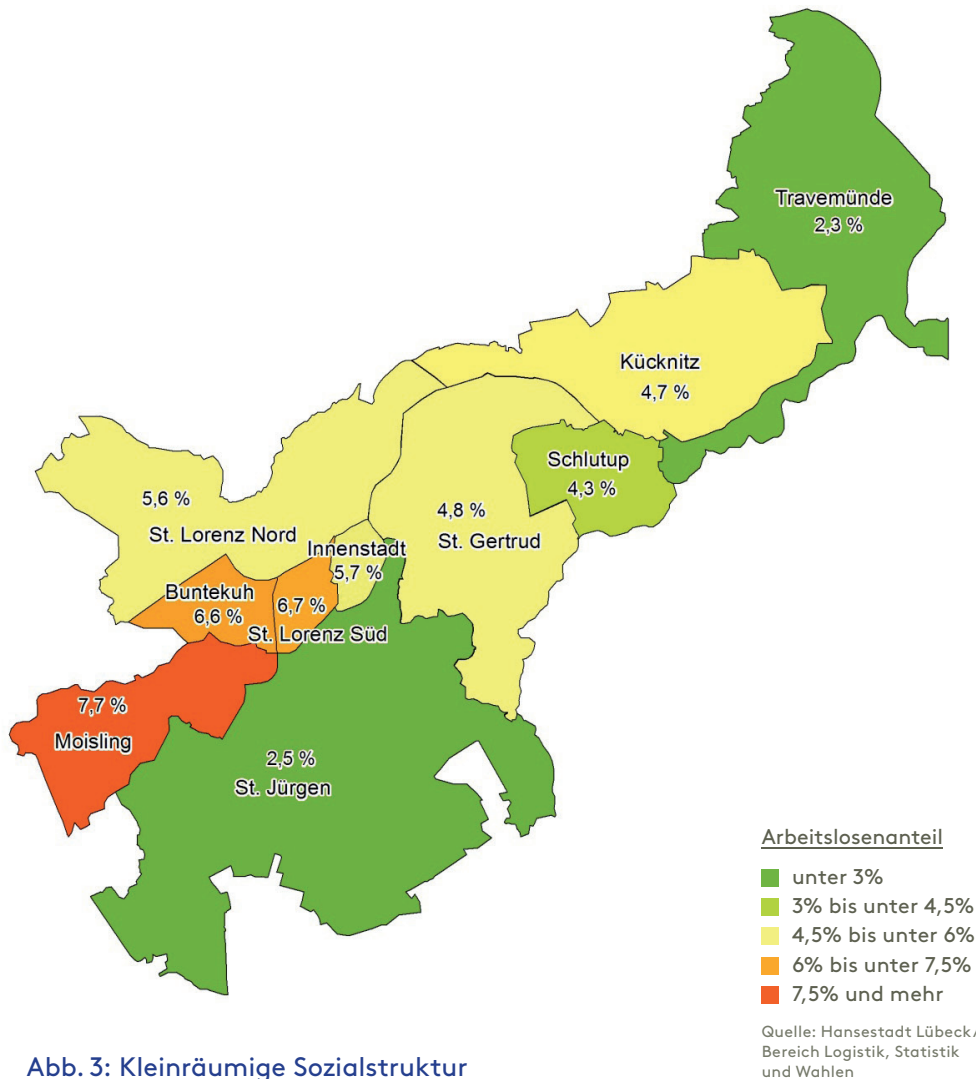 Travemünde
2,3 %
Kücknitz
4,7 %
Schlutup
4,3 %
5,6 %
St. Lorenz Nord
4,8 %
St. Gertrud
Innenstadt
5,7 %
Buntekuh
6,6 %
6,7 %
St. Lorenz Süd
7,7 %
Moisling
2,5 %
St. Jürgen
Arbeitslosenanteil
unter 3%
3% bis unter 4,5%
4,5% bis unter 6%
6% bis unter 7,5%
7,5% und mehr
Quelle: Hansestadt Lübeck/
Bereich Logistik, Statistik
und Wahlen
Abb. 3: Kleinräumige Sozialstruktur